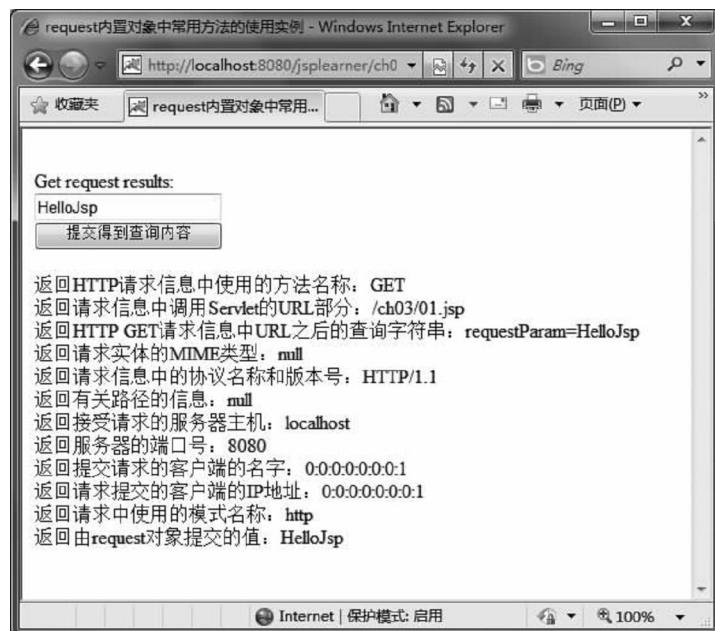 request内置对象中常用方法的使用实例 - Windows Internet Explorer
http://localhost:8080/jsplearner/ch0
Bing
收藏夹
request内置对象中常用...
页面(P)
Get request results:
HelloJsp
提交得到查询内容
返回HTTP请求信息中使用的方法名称：GET
返回请求信息中调用Servlet的URL部分：/ch03/01.jsp
返回HTTP GET请求信息中URL之后的查询字符串：requestParam=HelloJsp
返回请求实体的MIME类型：null
返回请求信息中的协议名称和版本号：HTTP/1.1
返回有关路径的信息：null
返回接受请求的服务器主机：localhost
返回服务器的端口号：8080
返回提交请求的客户端的名字：0:0:0:0:0:0:0:1
返回请求提交的客户端的IP地址：0:0:0:0:0:0:0:1
返回请求中使用的模式名称：http
返回由request对象提交的值：HelloJsp
Internet | 保护模式: 启用
100%